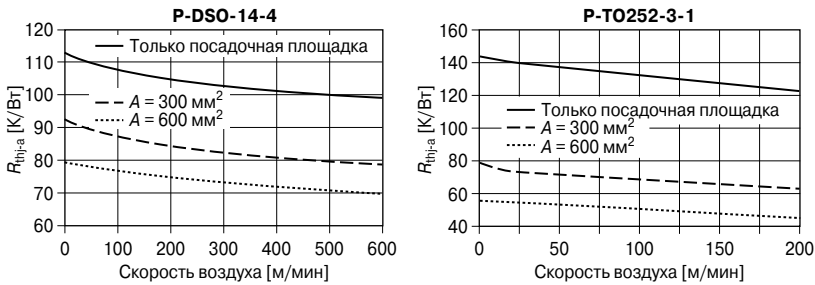 P-DSO-14-4
120
110
100
90
80
70
60
R thj-a [К/Вт]
Только посадочная площадка
A = 300 мм²
A = 600 мм²
0 100 200 300 400 500 600
Скорость воздуха [м/мин]
P-TO252-3-1
160
140
120
100
80
60
40
R thj-a [К/Вт]
Только посадочная площадка
A = 300 мм²
A = 600 мм²
0 50 100 150 200
Скорость воздуха [м/мин]